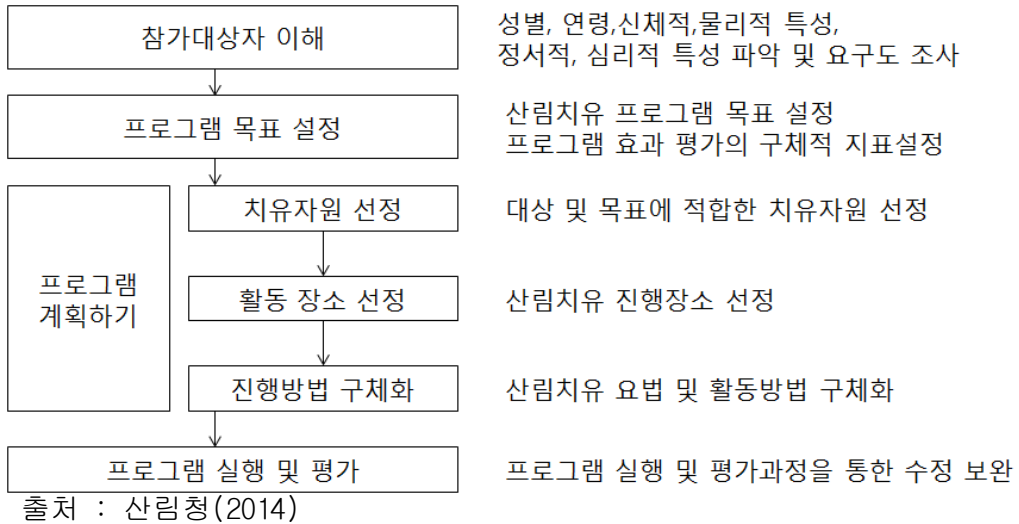 참가대상자 이해
성별, 연령,신체적,물리적 특성,
정서적, 심리적 특성 파악 및 요구도 조사
프로그램 목표 설정
산림치유 프로그램 목표 설정
프로그램 효과 평가의 구체적 지표설정
프로그램
계획하기
치유자원 선정
대상 및 목표에 적합한 치유자원 선정
활동 장소 선정
산림치유 진행장소 선정
진행방법 구체화
산림치유 요법 및 활동방법 구체화
프로그램 실행 및 평가
프로그램 실행 및 평가과정을 통한 수정 보완
출처 : 산림청(2014)